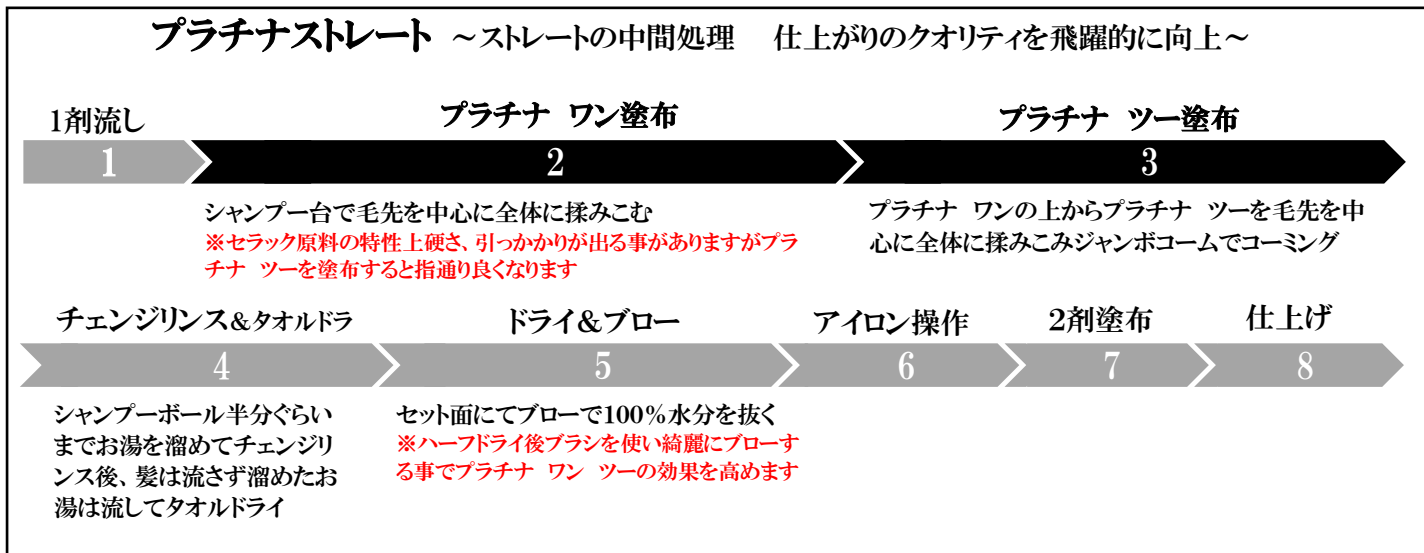 プラチナストレート ～ストレートの中間処理　仕上がりのクオリティを飛躍的に向上～
1剤流し
プラチナ　ワン塗布
プラチナ　ツー塗布
1
2
3
シャンプー台で毛先を中心に全体に揉みこむ
※セラック原料の特性上硬さ、引っかかりが出る事がありますがプラ
チナ　ツーを塗布すると指通り良くなります
プラチナ　ワンの上からプラチナ　ツーを毛先を中
心に全体に揉みこみジャンボコームでコーミング
チェンジリンス&タオルドラ
ドライ&ブロー
アイロン操作
2剤塗布
仕上げ
4
5
6
7
8
シャンプーボール半分ぐらい
までお湯を溜めてチェンジリ
ンス後、髪は流さず溜めたお
湯は流してタオルドライ
セット面にてブローで100%水分を抜く
※ハーフドライ後ブラシを使い綺麗にブローす
る事でプラチナ　ワン　ツーの効果を高めます